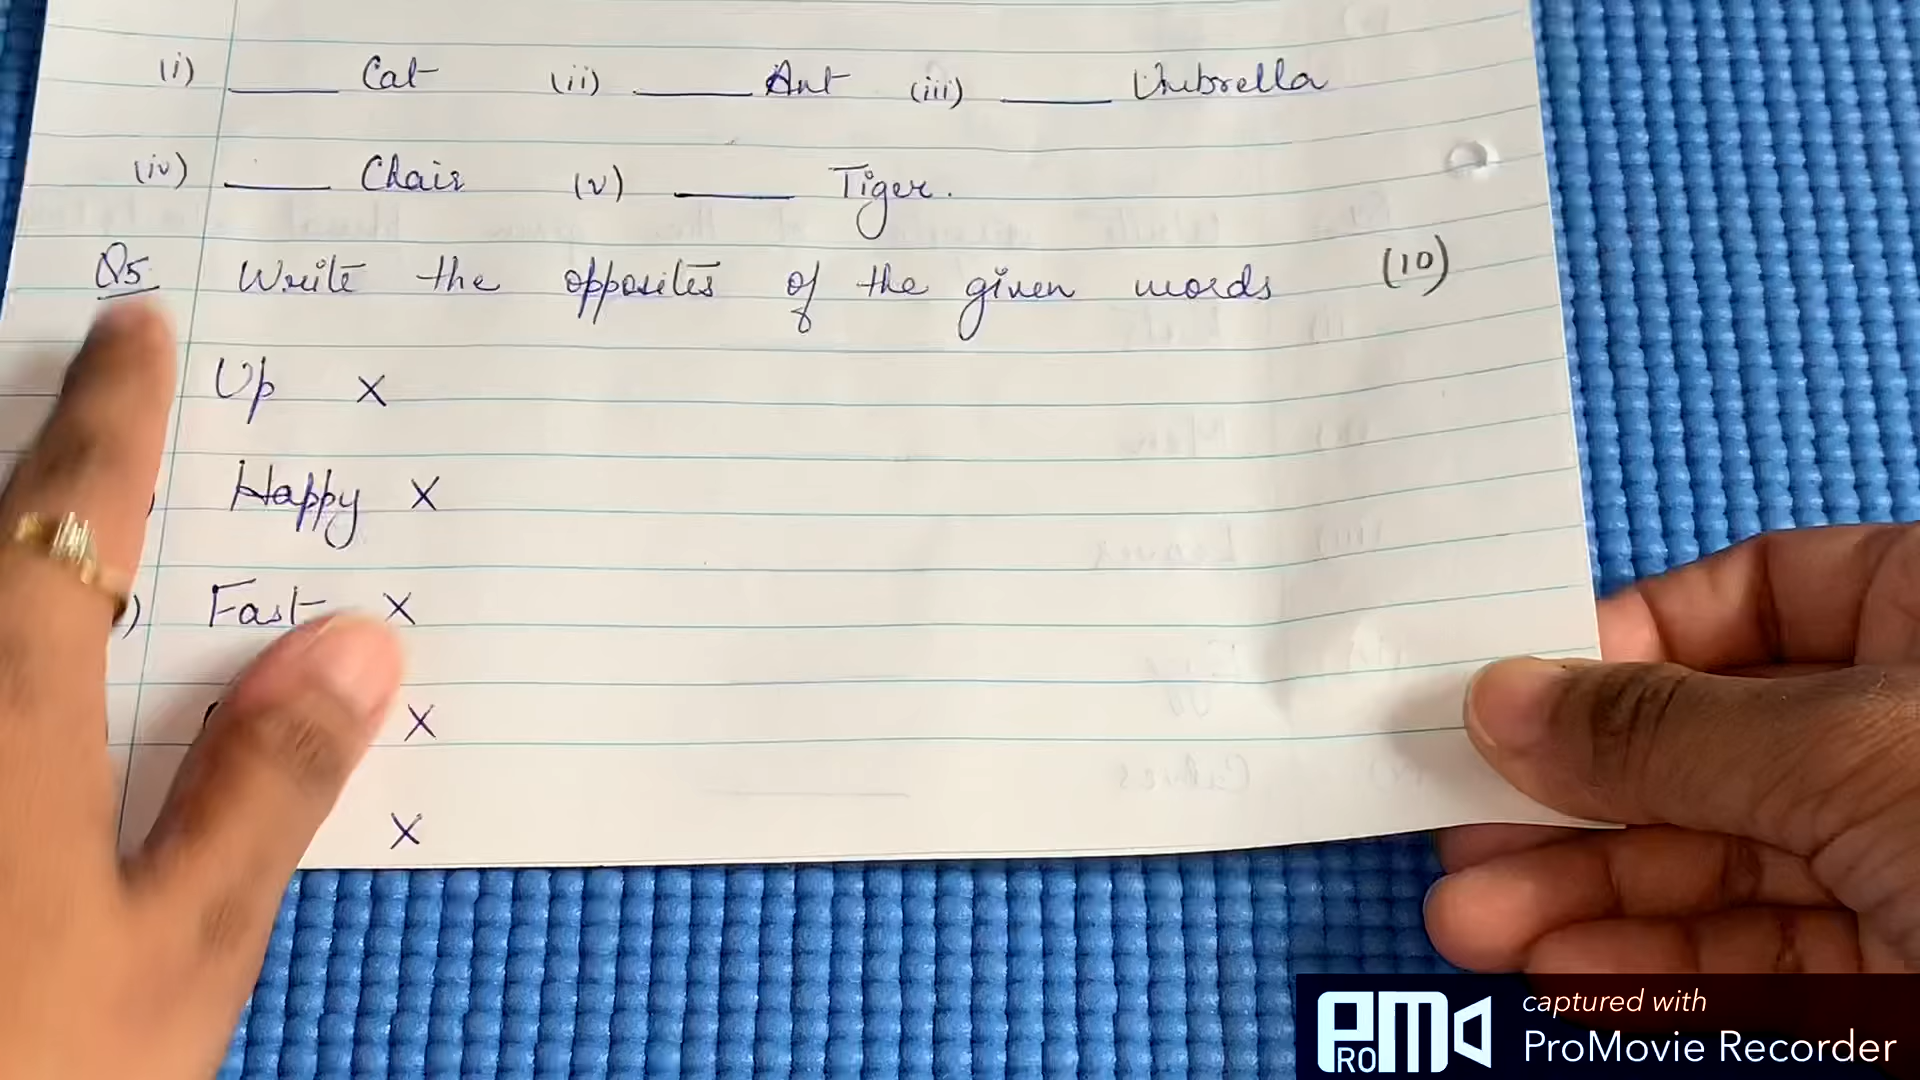 (i) ____ Cat (ii) ____ Ant (iii) ____ Umbrella
(iv) ____ Chair (v) ____ Tiger.
Q5 Write the opposites of the given words (10)
Up X
Happy X
) Fast X
X
X
captured with
PRO M
ProMovie Recorder